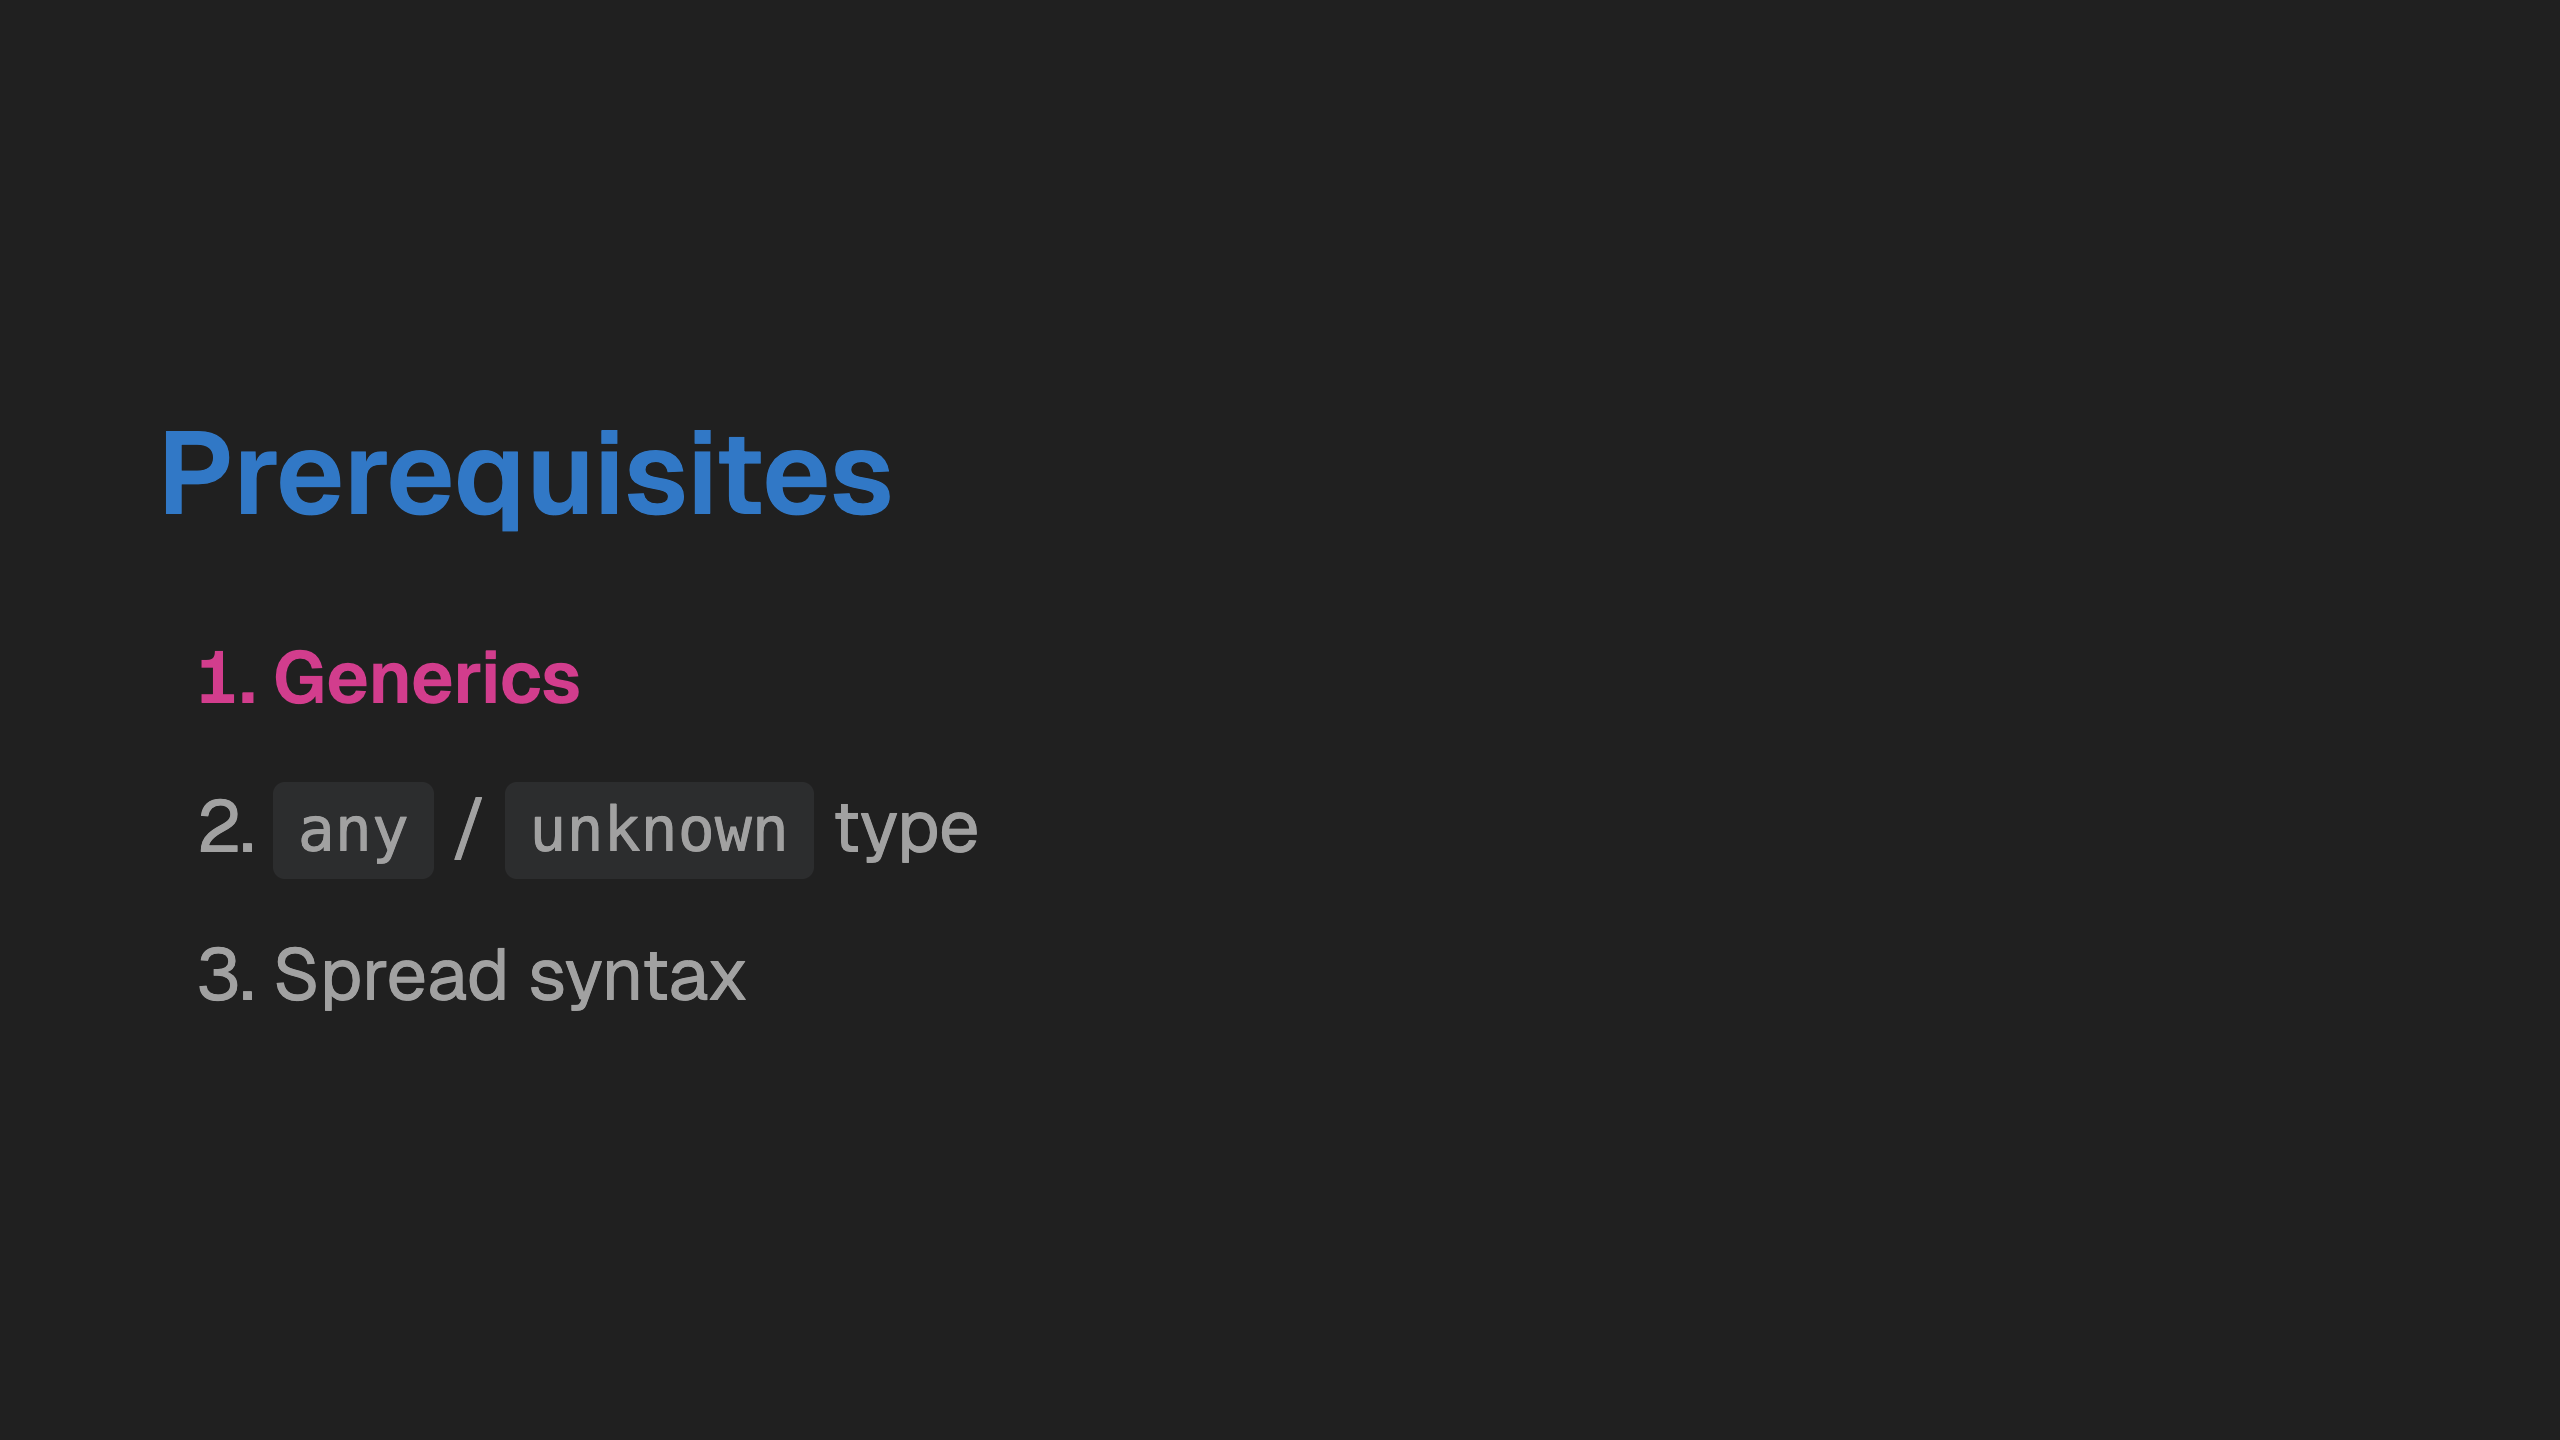 Prerequisites
1. Generics
2. any / unknown type
3. Spread syntax